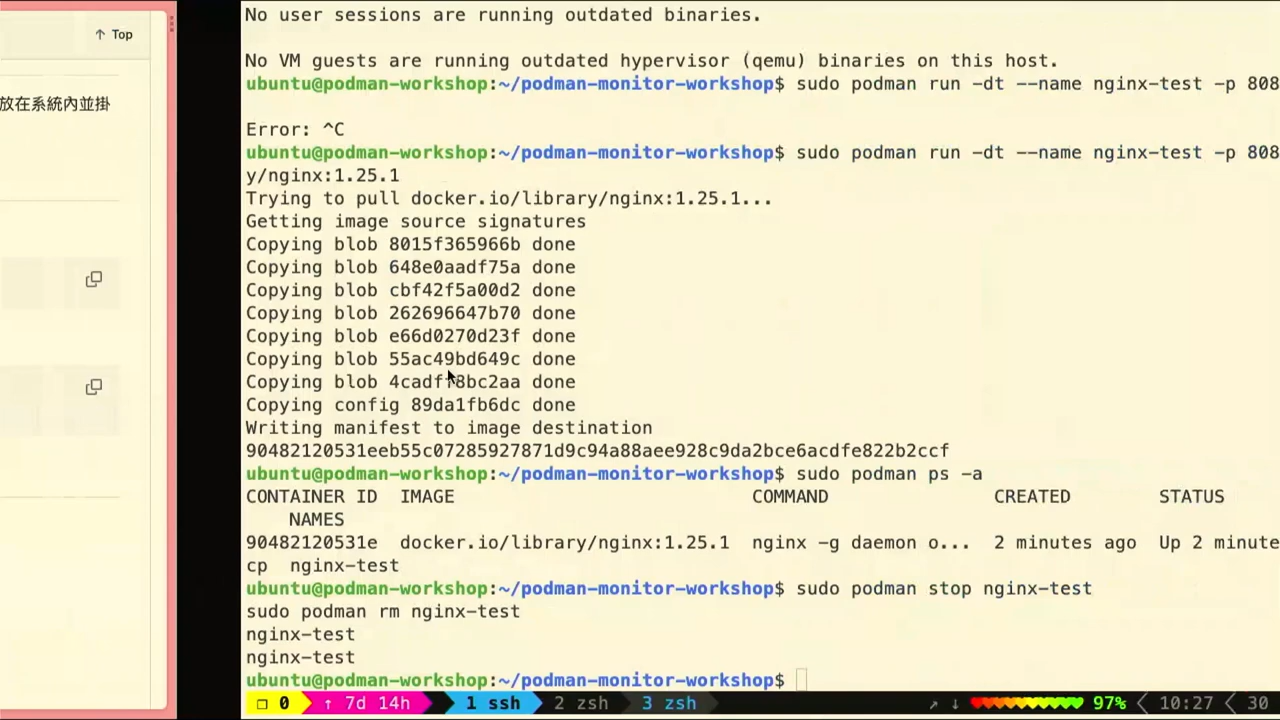 ↑ Top
放在系統內並掛
No user sessions are running outdated binaries.
No VM guests are running outdated hypervisor (qemu) binaries on this host.
ubuntu@podman-workshop:~/podman-monitor-workshop$ sudo podman run -dt --name nginx-test -p 808
Error: ^C
ubuntu@podman-workshop:~/podman-monitor-workshop$ sudo podman run -dt --name nginx-test -p 808
y/nginx:1.25.1
Trying to pull docker.io/library/nginx:1.25.1...
Getting image source signatures
Copying blob 8015f365966b done
Copying blob 648e0aadf75a done
Copying blob cbf42f5a00d2 done
Copying blob 262696647b70 done
Copying blob e66d0270d23f done
Copying blob 55ac49bd649c done
Copying blob 4cadff8bc2aa done
Copying config 89da1fb6dc done
Writing manifest to image destination
90482120531eeb55c07285927871d9c94a88aee928c9da2bce6acdfe822b2ccf
ubuntu@podman-workshop:~/podman-monitor-workshop$ sudo podman ps -a
CONTAINER ID  IMAGE                           COMMAND               CREATED        STATUS
    NAMES
90482120531e  docker.io/library/nginx:1.25.1  nginx -g daemon o...  2 minutes ago  Up 2 minute
cp  nginx-test
ubuntu@podman-workshop:~/podman-monitor-workshop$ sudo podman stop nginx-test
sudo podman rm nginx-test
nginx-test
nginx-test
ubuntu@podman-workshop:~/podman-monitor-workshop$
❐ 0 ↑ 7d 14h 1 ssh 2 zsh 3 zsh ↗ ↓ ♥♥♥♥♥♥♥♥♥♥ 97% 10:27 30